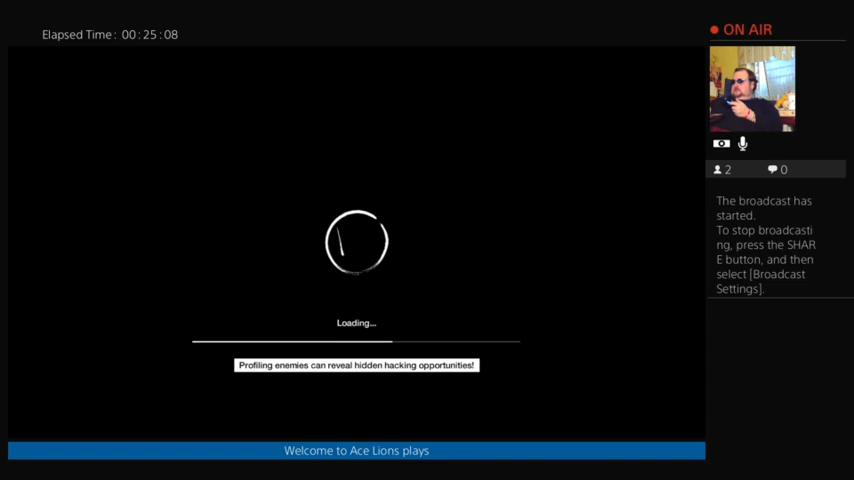 Elapsed Time : 00:25:08
ON AIR
2
0
The broadcast has
started.
To stop broadcasti
ng, press the SHAR
E button, and then
select [Broadcast
Settings].
Loading...
Profiling enemies can reveal hidden hacking opportunities!
Welcome to Ace Lions plays